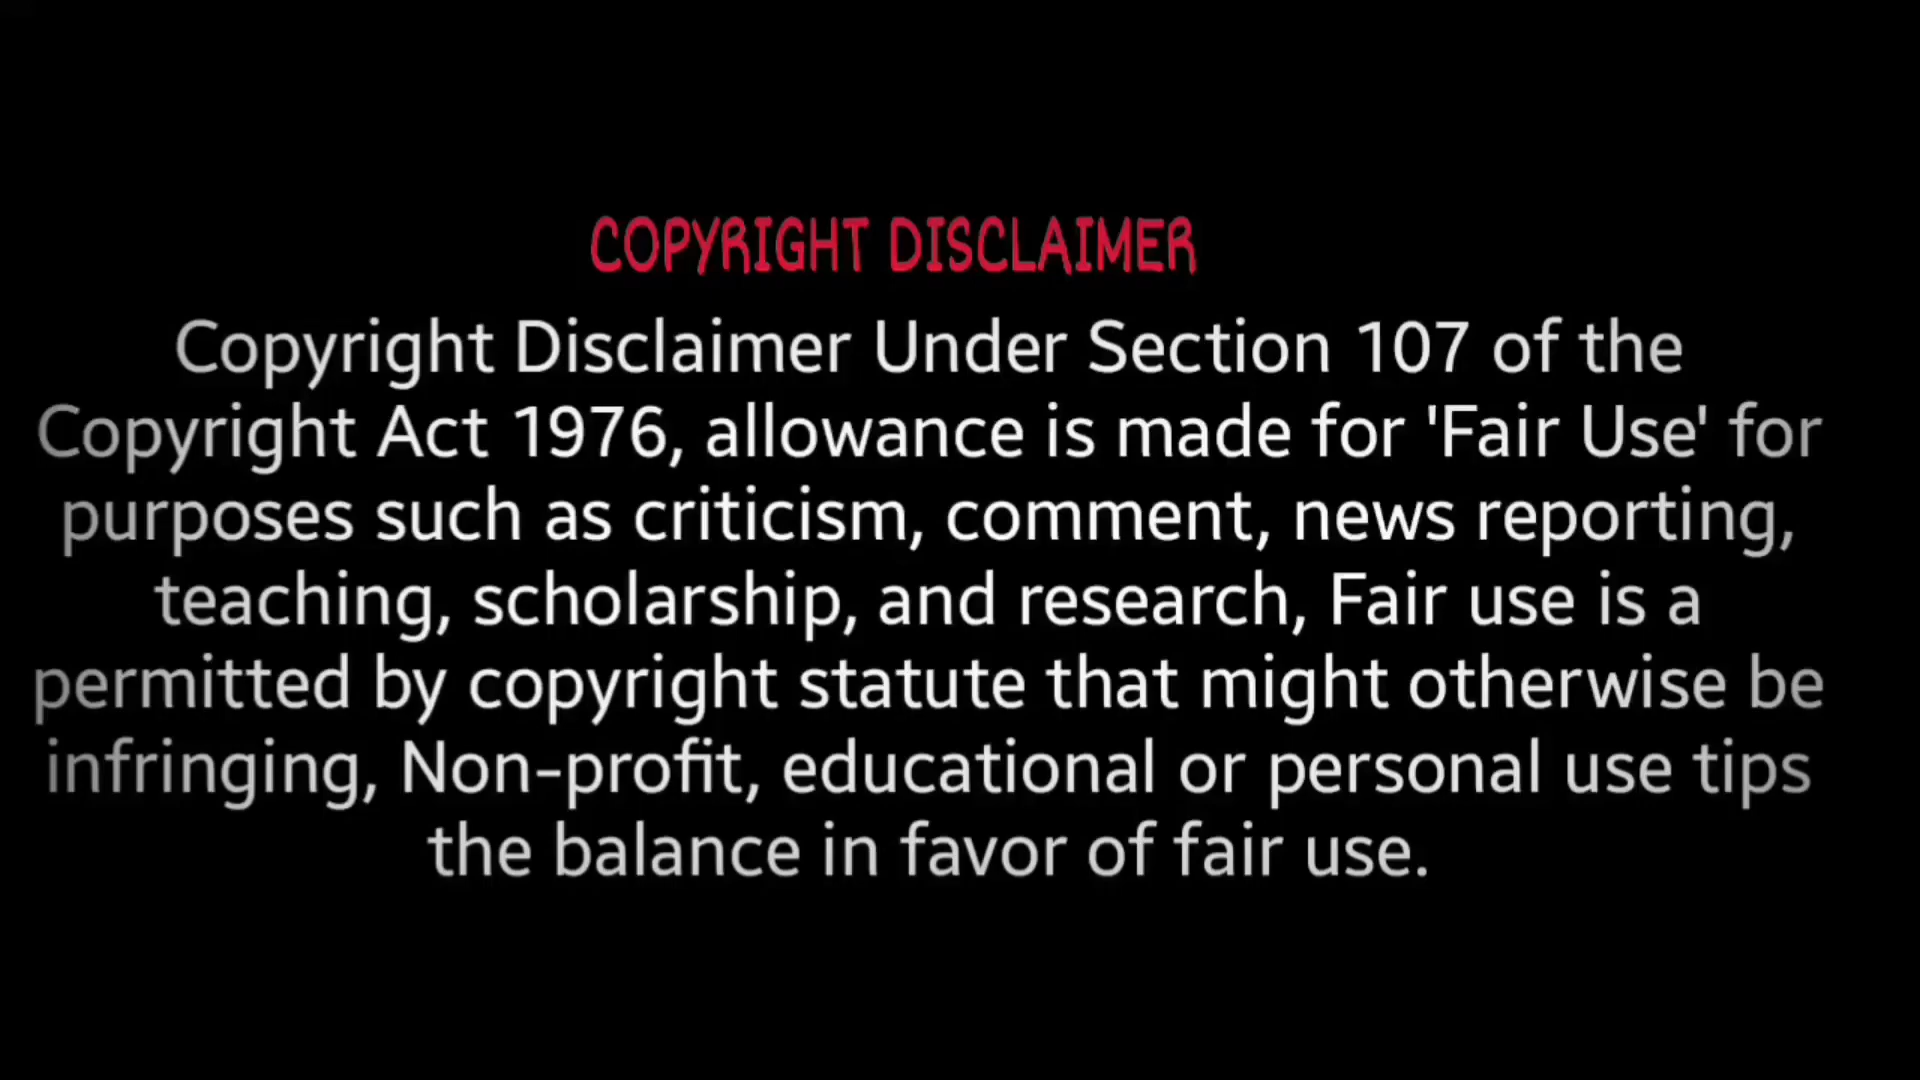 COPYRIGHT DISCLAIMER
Copyright Disclaimer Under Section 107 of the
Copyright Act 1976, allowance is made for 'Fair Use' for
purposes such as criticism, comment, news reporting,
teaching, scholarship, and research, Fair use is a
permitted by copyright statute that might otherwise be
infringing, Non-profit, educational or personal use tips
the balance in favor of fair use.